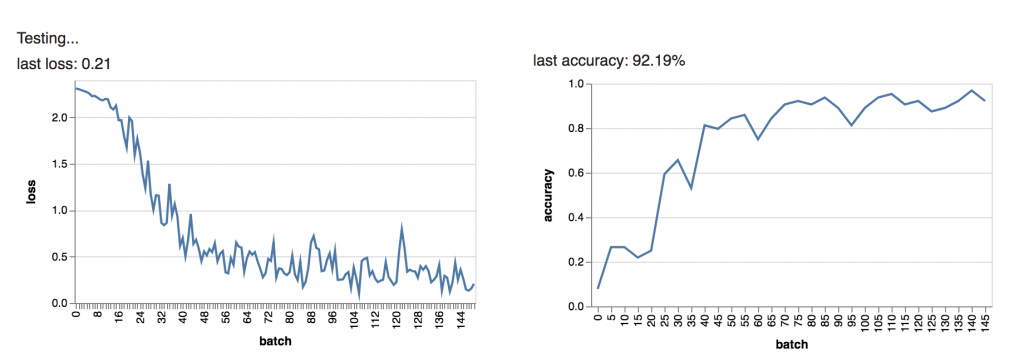 Testing...
last loss: 0.21
2.0
1.5
1.0
0.5
0.0
loss
0 8 16 24 32 40 48 56 64 72 80 88 96 104 112 120 128 136 144
batch
last accuracy: 92.19%
1.0
0.8
0.6
0.4
0.2
0.0
accuracy
0 5 10 15 20 25 30 35 40 45 50 55 60 65 70 75 80 85 90 95 100 105 110 115 120 125 130 135 140 145
batch